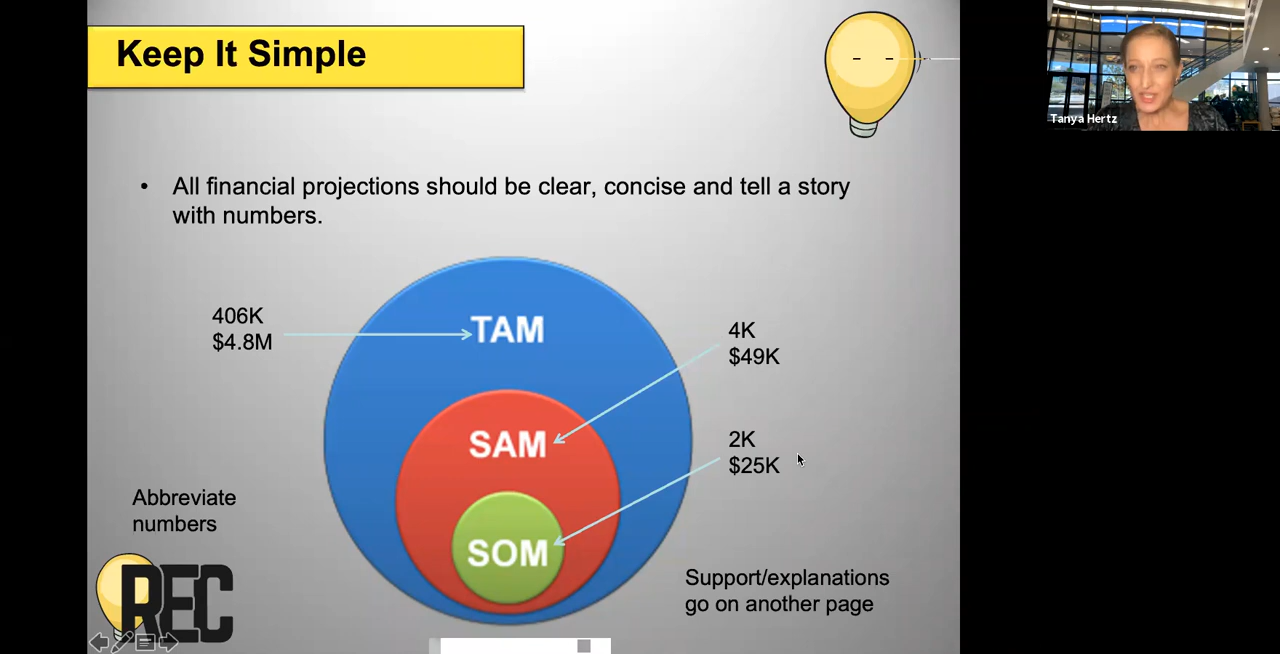 Keep It Simple
Tanya Hertz
• All financial projections should be clear, concise and tell a story
with numbers.
406K
$4.8M
TAM
4K
$49K
SAM
2K
$25K
SOM
Abbreviate
numbers
Support/explanations
go on another page
REC